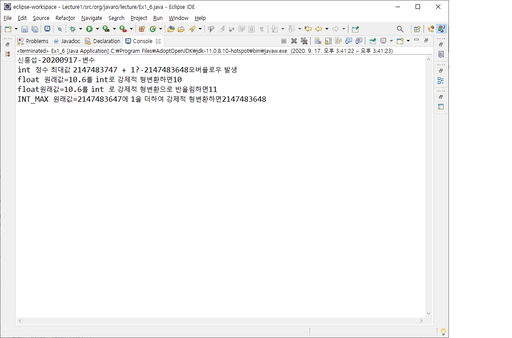 eclipse-workspace - Lecture1/src/org/javaro/lecture/Ex1_6.java - Eclipse IDE
File Edit Source Refactor Navigate Search Project Run Window Help
Problems Javadoc Declaration Console
<terminated> Ex1_6 [Java Application] C:\Program Files\AdoptOpenJDK\jdk-11.0.8.10-hotspot\bin\javaw.exe (2020. 9. 17. 오후 3:41:22 – 오후 3:41:23)
신흥섭-20200917-변수
int 정수 최대값 2147483747 + 1?-2147483648오버플로우 발생
float 원래값=10.6를 int로 강제적 형변환하면10
float원래값=10.6를 int 로 강제적 형변환으로 반올림하면11
INT_MAX 원래값=2147483647에 1을 더하여 강제적 형변환하면2147483648